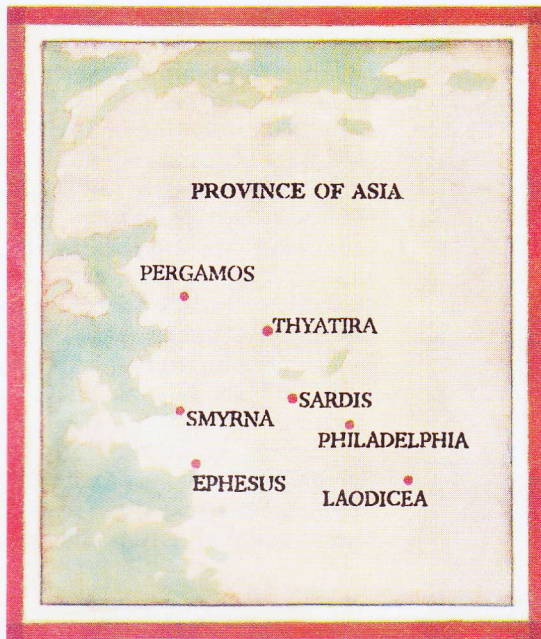 PROVINCE OF ASIA
PERGAMOS
THYATIRA
SARDIS
SMYRNA
PHILADELPHIA
EPHESUS
LAODICEA